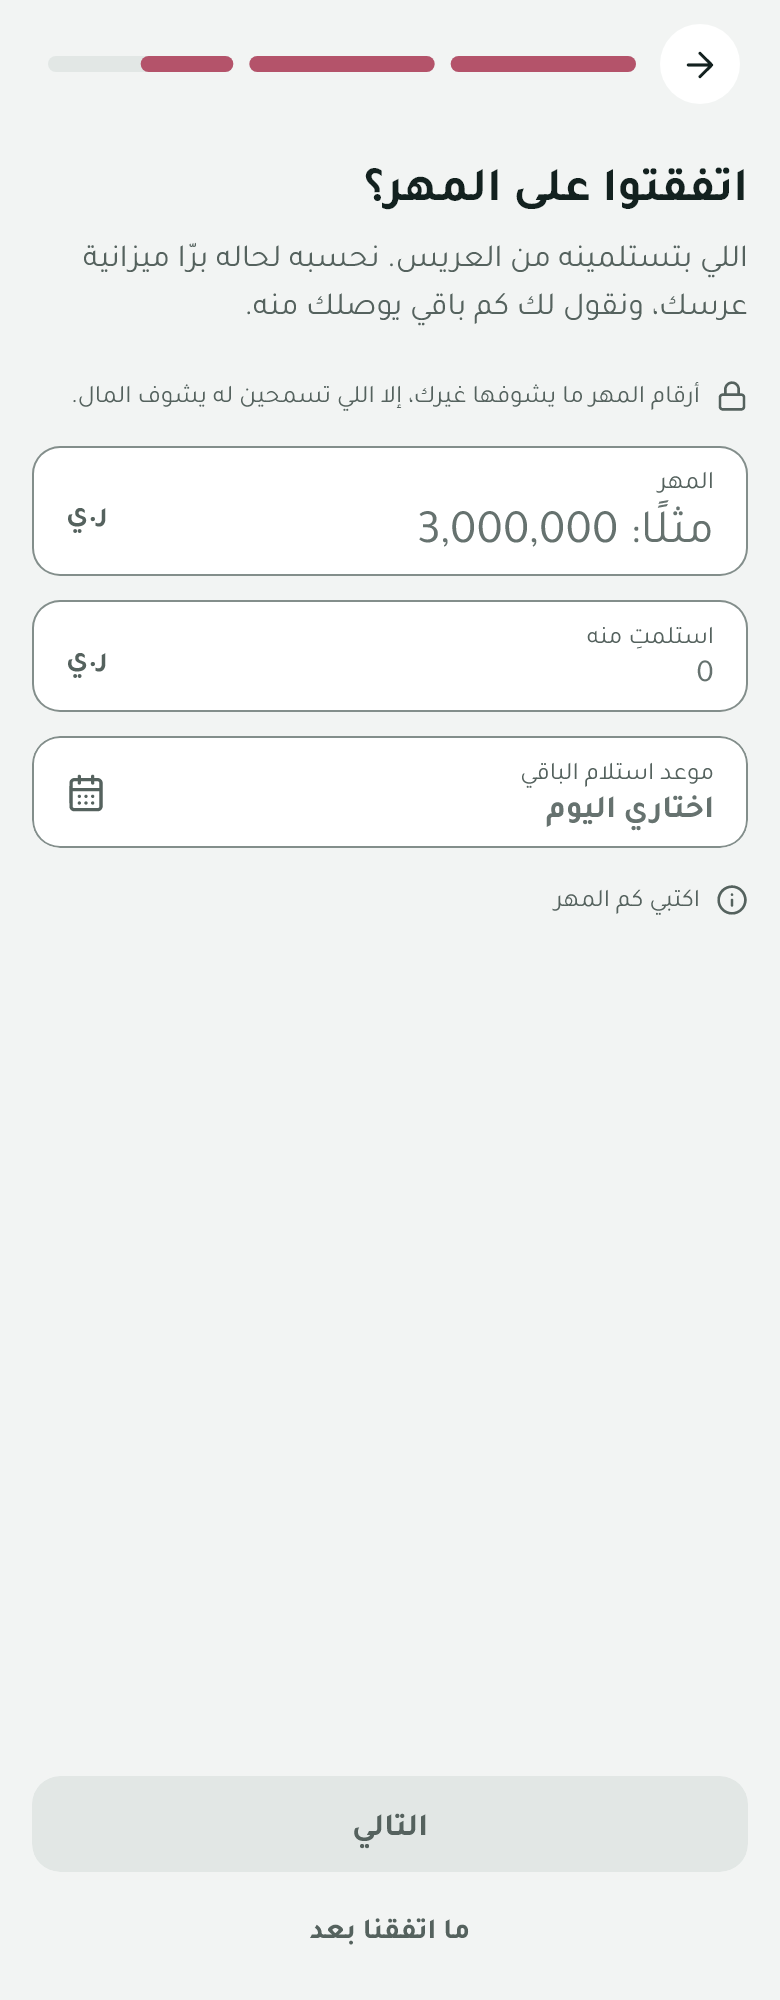 اتفقتوا على المهر؟
اللي بتستلمينه من العريس. نحسبه لحاله برّا ميزانية
عرسك، ونقول لك كم باقي يوصلك منه.
أرقام المهر ما يشوفها غيرك، إلا اللي تسمحين له يشوف المال.
المهر
مثلًا: 3,000,000
ر.ي
استلمتِ منه
0
ر.ي
موعد استلام الباقي
اختاري اليوم
اكتبي كم المهر
التالي
ما اتفقنا بعد